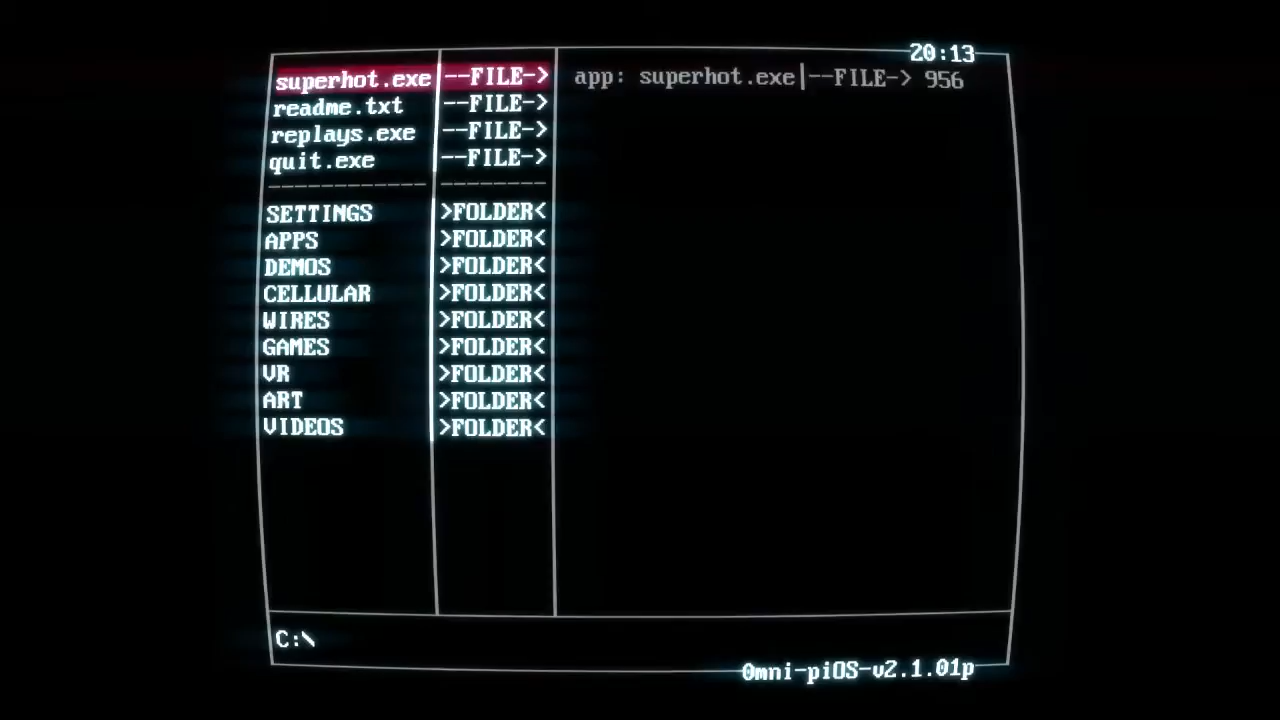 20:13
superhot.exe|--FILE-> app: superhot.exe|--FILE-> 956
readme.txt --FILE->
replays.exe --FILE->
quit.exe --FILE->
------------ --------
SETTINGS >FOLDER<
APPS >FOLDER<
DEMOS >FOLDER<
CELLULAR >FOLDER<
WIRES >FOLDER<
GAMES >FOLDER<
VR >FOLDER<
ART >FOLDER<
VIDEOS >FOLDER<
C:\
0mni-piOS-v2.1.01p